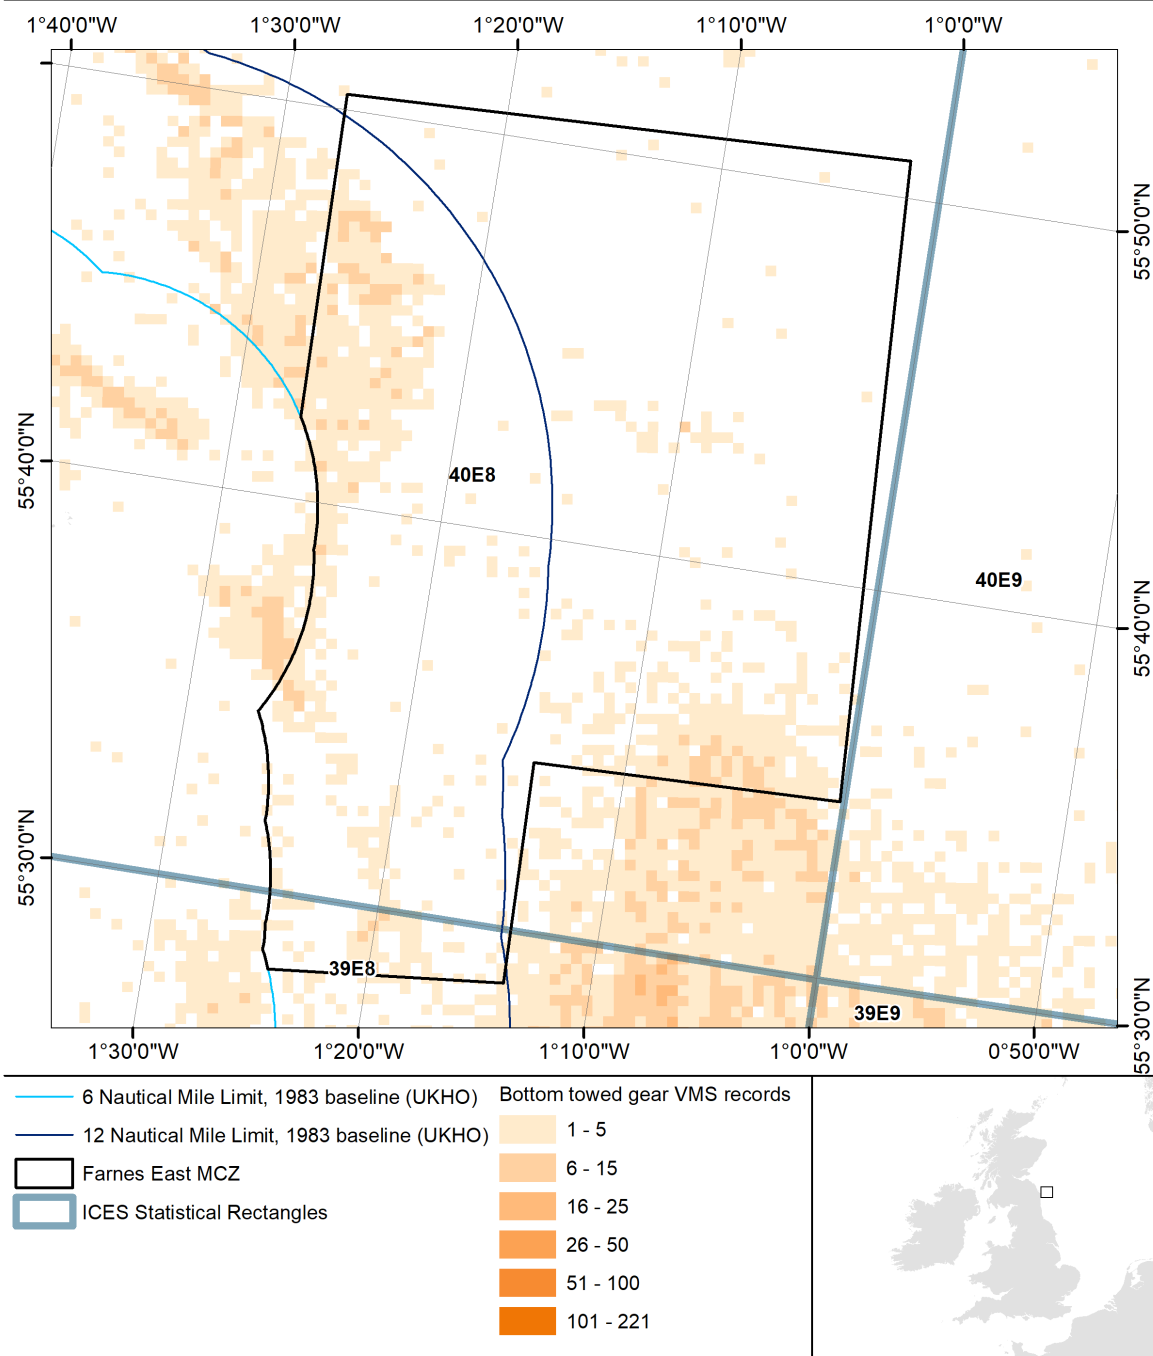 1°40'0"W 1°30'0"W 1°20'0"W 1°10'0"W 1°0'0"W
55°50'0"N
55°40'0"N
40E8
40E9
55°40'0"N
55°30'0"N
39E8
39E9
55°30'0"N
1°30'0"W 1°20'0"W 1°10'0"W 1°0'0"W 0°50'0"W
6 Nautical Mile Limit, 1983 baseline (UKHO)
12 Nautical Mile Limit, 1983 baseline (UKHO)
Farnes East MCZ
ICES Statistical Rectangles
Bottom towed gear VMS records
1 - 5
6 - 15
16 - 25
26 - 50
51 - 100
101 - 221